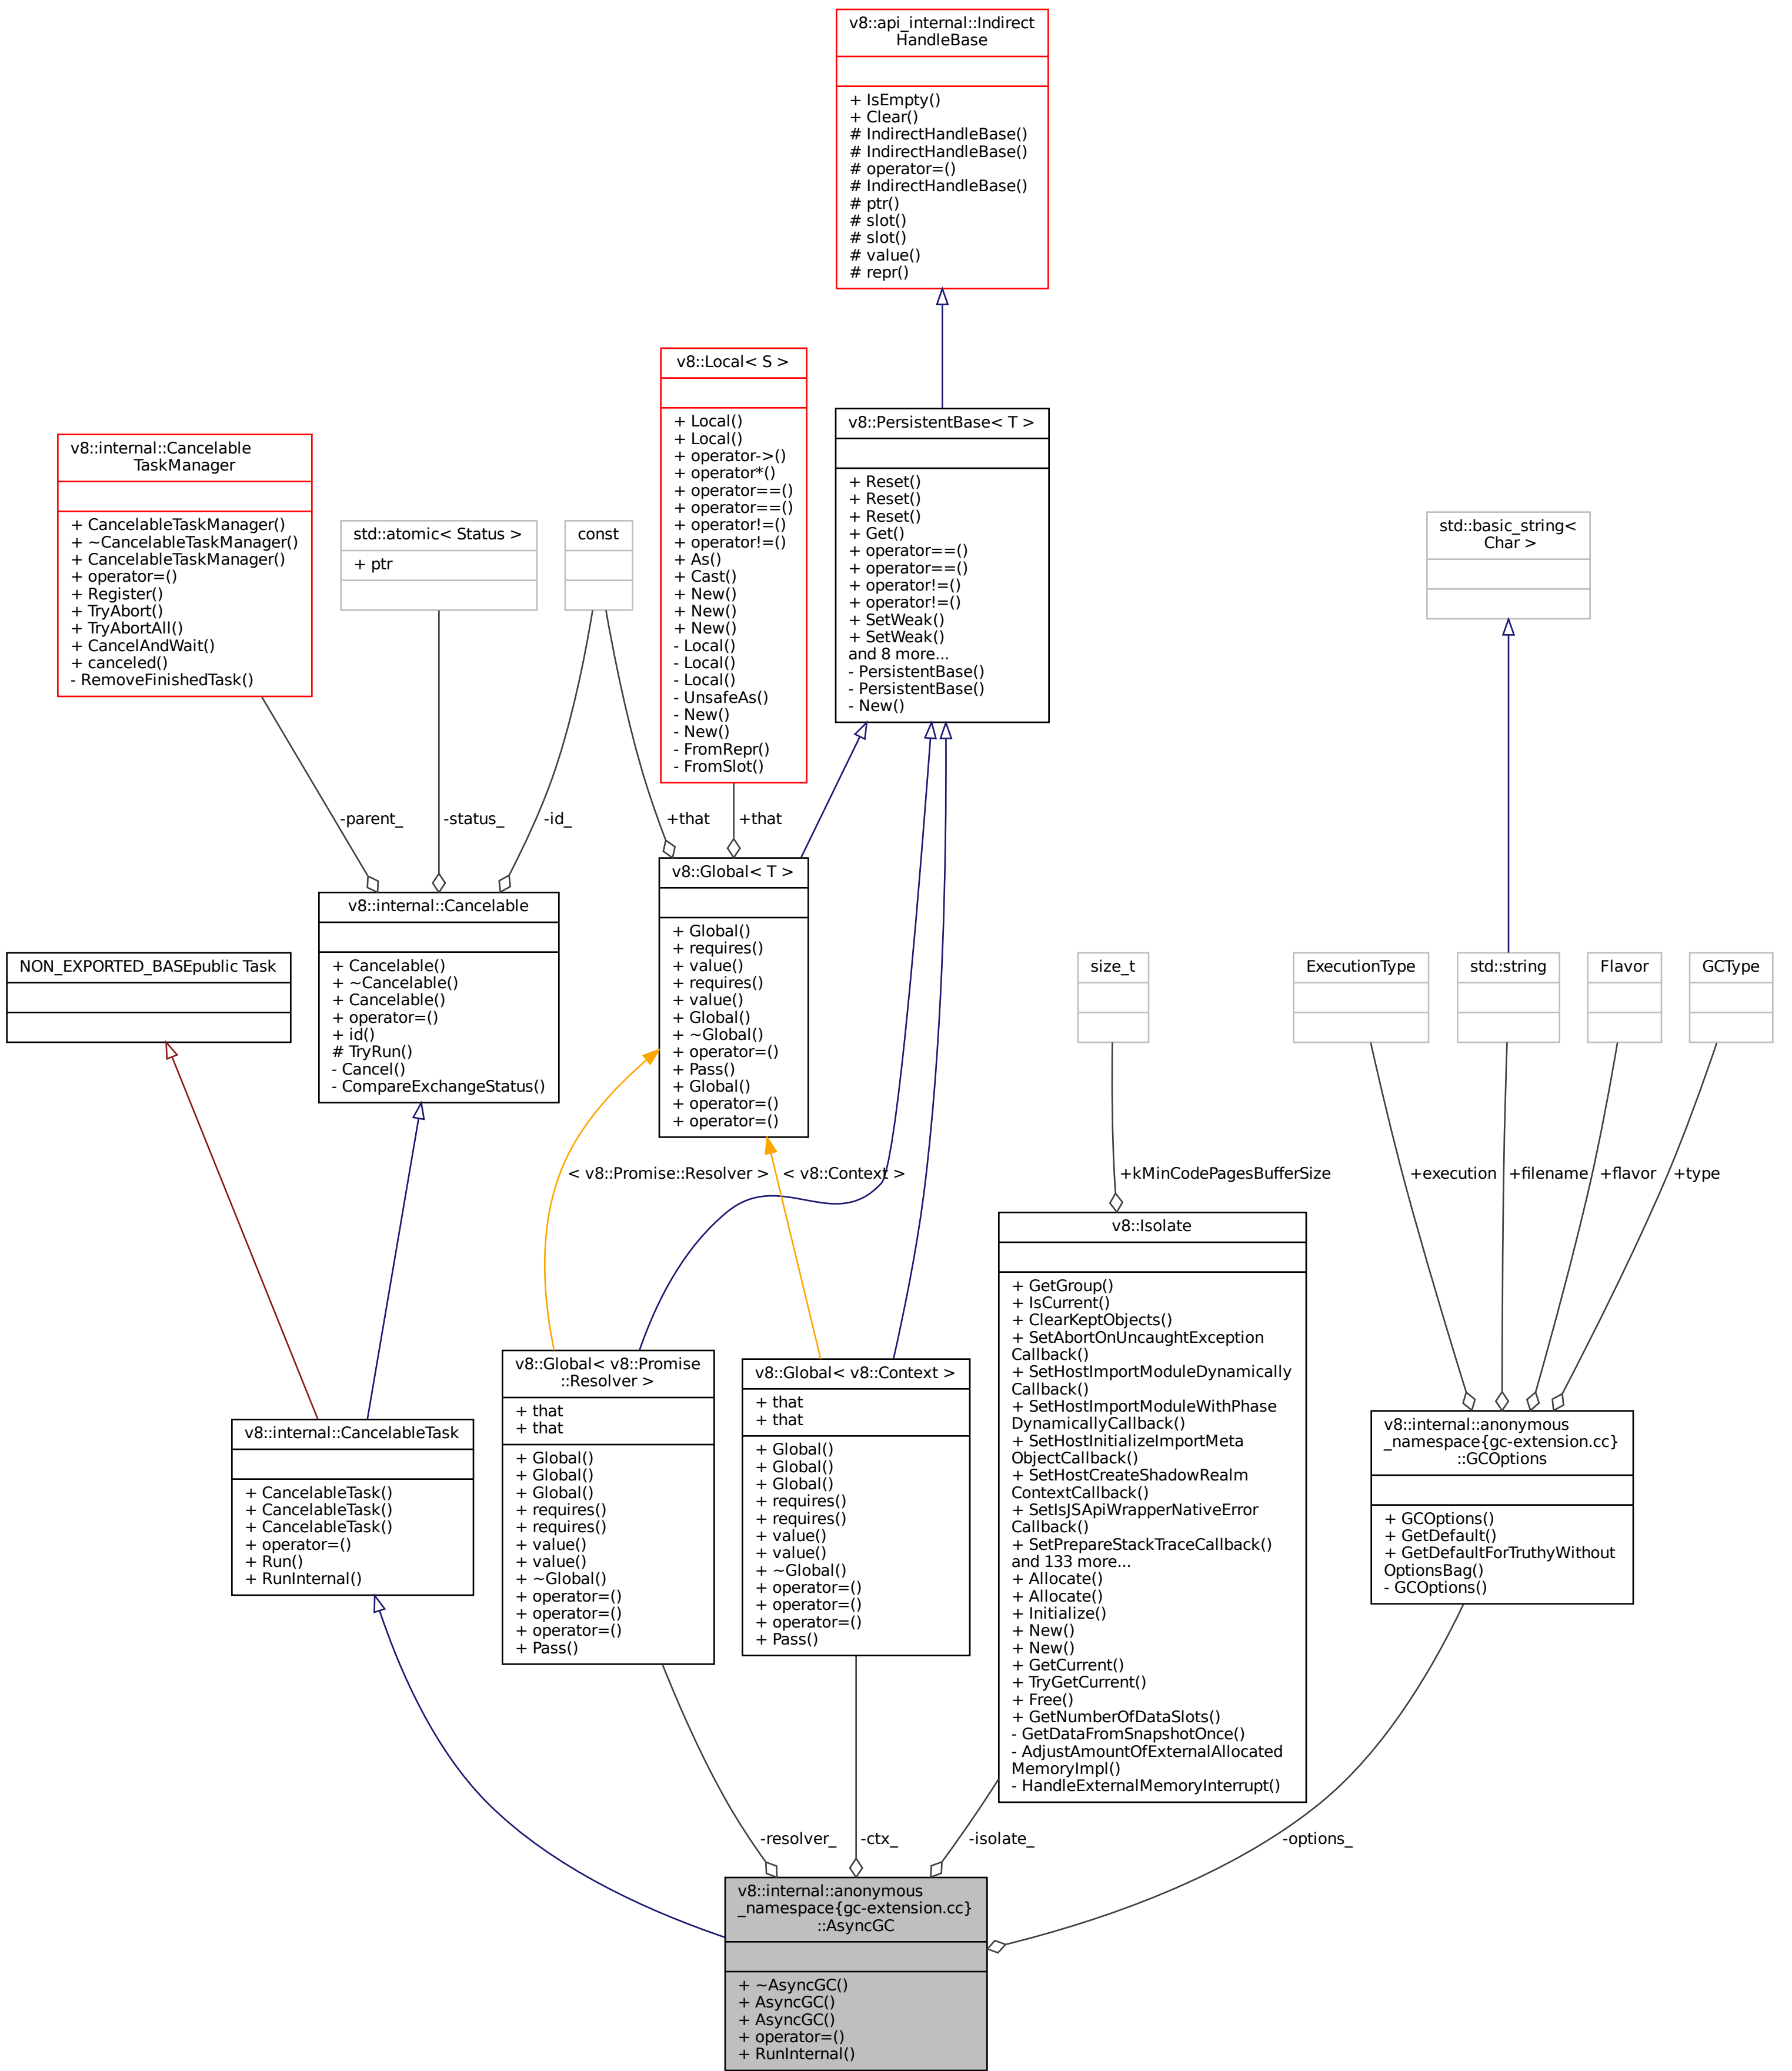 v8::api_internal::Indirect
HandleBase
+ IsEmpty()
+ Clear()
# IndirectHandleBase()
# IndirectHandleBase()
# operator=()
# IndirectHandleBase()
# ptr()
# slot()
# slot()
# value()
# repr()
v8::Local< S >
+ Local()
+ Local()
+ operator->()
+ operator*()
+ operator==()
+ operator==()
+ operator!=()
+ operator!=()
+ As()
+ Cast()
+ New()
+ New()
+ New()
- Local()
- Local()
- Local()
- UnsafeAs()
- New()
- New()
- FromRepr()
- FromSlot()
v8::PersistentBase< T >
+ Reset()
+ Reset()
+ Reset()
+ Get()
+ operator==()
+ operator==()
+ operator!=()
+ operator!=()
+ SetWeak()
+ SetWeak()
and 8 more...
- PersistentBase()
- PersistentBase()
- New()
v8::internal::Cancelable
TaskManager
+ CancelableTaskManager()
+ ~CancelableTaskManager()
+ CancelableTaskManager()
+ operator=()
+ Register()
+ TryAbort()
+ TryAbortAll()
+ CancelAndWait()
+ canceled()
- RemoveFinishedTask()
std::atomic< Status >
+ ptr
const
std::basic_string<
Char >
-parent_
-status_
-id_
+that
+that
NON_EXPORTED_BASEpublic Task
v8::internal::Cancelable
+ Cancelable()
+ ~Cancelable()
+ Cancelable()
+ operator=()
+ id()
# TryRun()
- Cancel()
- CompareExchangeStatus()
v8::Global< T >
+ Global()
+ requires()
+ value()
+ requires()
+ value()
+ Global()
+ ~Global()
+ operator=()
+ Pass()
+ Global()
+ operator=()
+ operator=()
size_t
ExecutionType
std::string
Flavor
GCType
< v8::Promise::Resolver >
< v8::Context >
+kMinCodePagesBufferSize
+execution
+filename
+flavor
+type
v8::internal::CancelableTask
+ CancelableTask()
+ CancelableTask()
+ CancelableTask()
+ operator=()
+ Run()
+ RunInternal()
v8::Global< v8::Promise
::Resolver >
+ that
+ that
+ Global()
+ Global()
+ Global()
+ requires()
+ requires()
+ value()
+ value()
+ ~Global()
+ operator=()
+ operator=()
+ operator=()
+ Pass()
v8::Global< v8::Context >
+ that
+ that
+ Global()
+ Global()
+ Global()
+ requires()
+ requires()
+ value()
+ value()
+ ~Global()
+ operator=()
+ operator=()
+ operator=()
+ Pass()
v8::Isolate
+ GetGroup()
+ IsCurrent()
+ ClearKeptObjects()
+ SetAbortOnUncaughtException
Callback()
+ SetHostImportModuleDynamically
Callback()
+ SetHostImportModuleWithPhase
DynamicallyCallback()
+ SetHostInitializeImportMeta
ObjectCallback()
+ SetHostCreateShadowRealm
ContextCallback()
+ SetIsJSApiWrapperNativeError
Callback()
+ SetPrepareStackTraceCallback()
and 133 more...
+ Allocate()
+ Allocate()
+ Initialize()
+ New()
+ New()
+ GetCurrent()
+ TryGetCurrent()
+ Free()
+ GetNumberOfDataSlots()
- GetDataFromSnapshotOnce()
- AdjustAmountOfExternalAllocated
MemoryImpl()
- HandleExternalMemoryInterrupt()
v8::internal::anonymous
_namespace{gc-extension.cc}
::GCOptions
+ GCOptions()
+ GetDefault()
+ GetDefaultForTruthyWithout
OptionsBag()
- GCOptions()
-resolver_
-ctx_
-isolate_
-options_
v8::internal::anonymous
_namespace{gc-extension.cc}
::AsyncGC
+ ~AsyncGC()
+ AsyncGC()
+ AsyncGC()
+ operator=()
+ RunInternal()